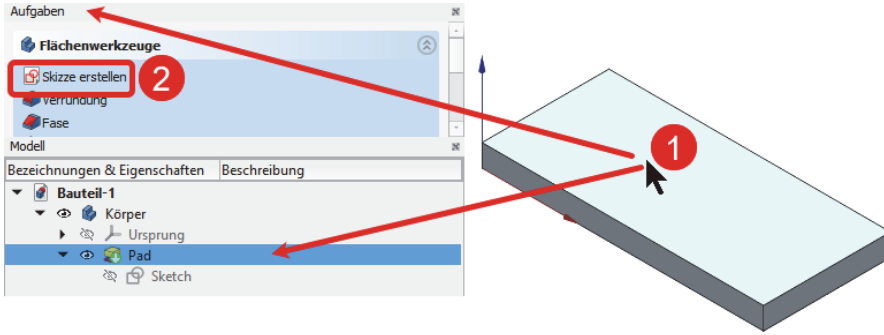 Aufgaben
Flächenwerkzeuge
Skizze erstellen
2
Verrundung
Fase
Modell
Bezeichnungen & Eigenschaften Beschreibung
Bauteil-1
Körper
Ursprung
Pad
Sketch
1